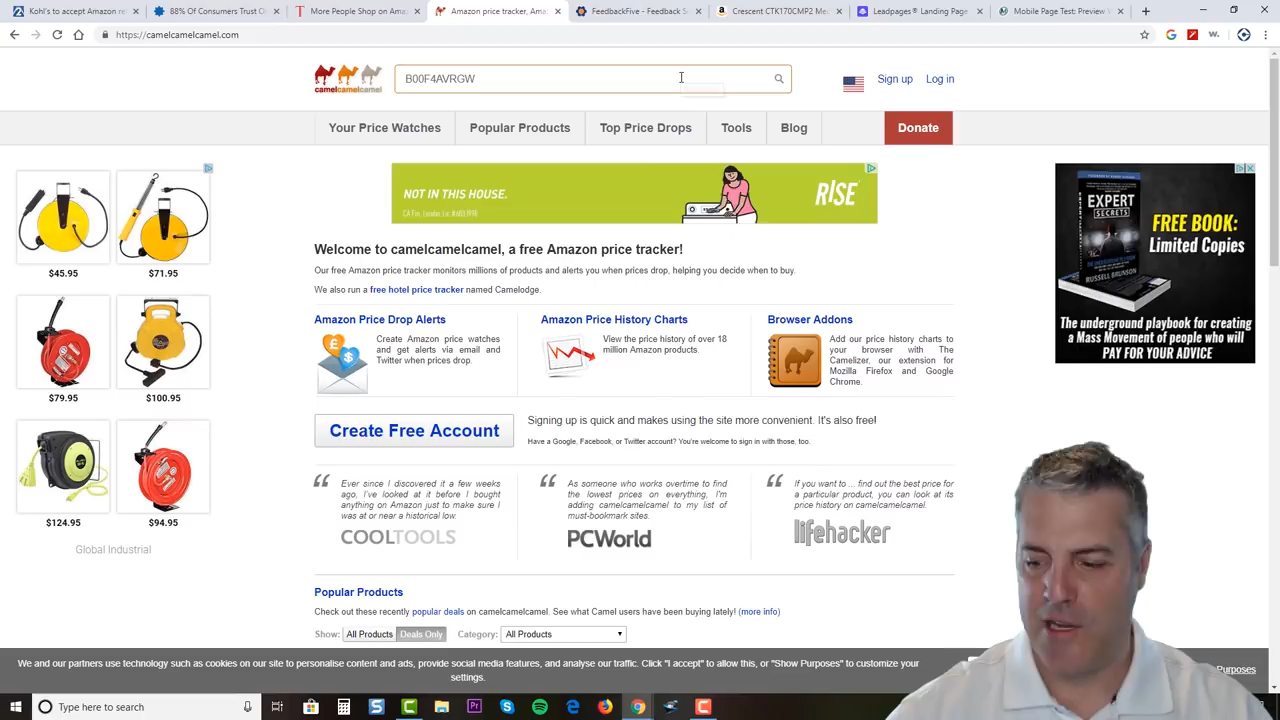 Kohl's to accept Amazon re
88% Of Consumers Trust O
More People Shop on Ama
Amazon price tracker, Am
FeedbackFive - Feedback S
Crescent CTK170CMP2 Me
Leadpages® Landing Page
Mobile Page Test: Preview
https://camelcamelcamel.com
camelcamelcamel
B00F4AVRGW
Sign up
Log in
Your Price Watches
Popular Products
Top Price Drops
Tools
Blog
Donate
NOT IN THIS HOUSE.
RISE
$45.95
$71.95
$79.95
$100.95
$124.95
$94.95
Global Industrial
Welcome to camelcamelcamel, a free Amazon price tracker!
Our free Amazon price tracker monitors millions of products and alerts you when prices drop, helping you decide when to buy.
We also run a free hotel price tracker named Camelodge.
Amazon Price Drop Alerts
Create Amazon price watches
and get alerts via email and
Twitter when prices drop.
Amazon Price History Charts
View the price history of over 18
million Amazon products.
Browser Addons
Add our price history charts to
your browser with The
Camelizer, our extension for
Mozilla Firefox and Google
Chrome.
EXPERT
SECRETS
RUSSELL BRUNSON
FREE BOOK:
Limited Copies
The underground playbook for creating
a Mass Movement of people who will
PAY FOR YOUR ADVICE
Create Free Account
Signing up is quick and makes using the site more convenient. It's also free!
Have a Google, Facebook, or Twitter account? You're welcome to sign in with those, too.
Ever since I discovered it a few weeks
ago, I've looked at it before I bought
anything on Amazon just to make sure I
was at or near a historical low.
COOLTOOLS
As someone who works overtime to find
the lowest prices on everything, I'm
adding camelcamelcamel to my list of
must-bookmark sites.
PCWorld
If you want to ... find out the best price for
a particular product, you can look at its
price history on camelcamelcamel.
lifehacker
Popular Products
Check out these recently popular deals on camelcamelcamel. See what Camel users have been buying lately! (more info)
Show: All Products Deals Only Category: All Products
We and our partners use technology such as cookies on our site to personalise content and ads, provide social media features, and analyse our traffic. Click "I accept" to allow this, or "Show Purposes" to customize your
settings.
Purposes
Type here to search